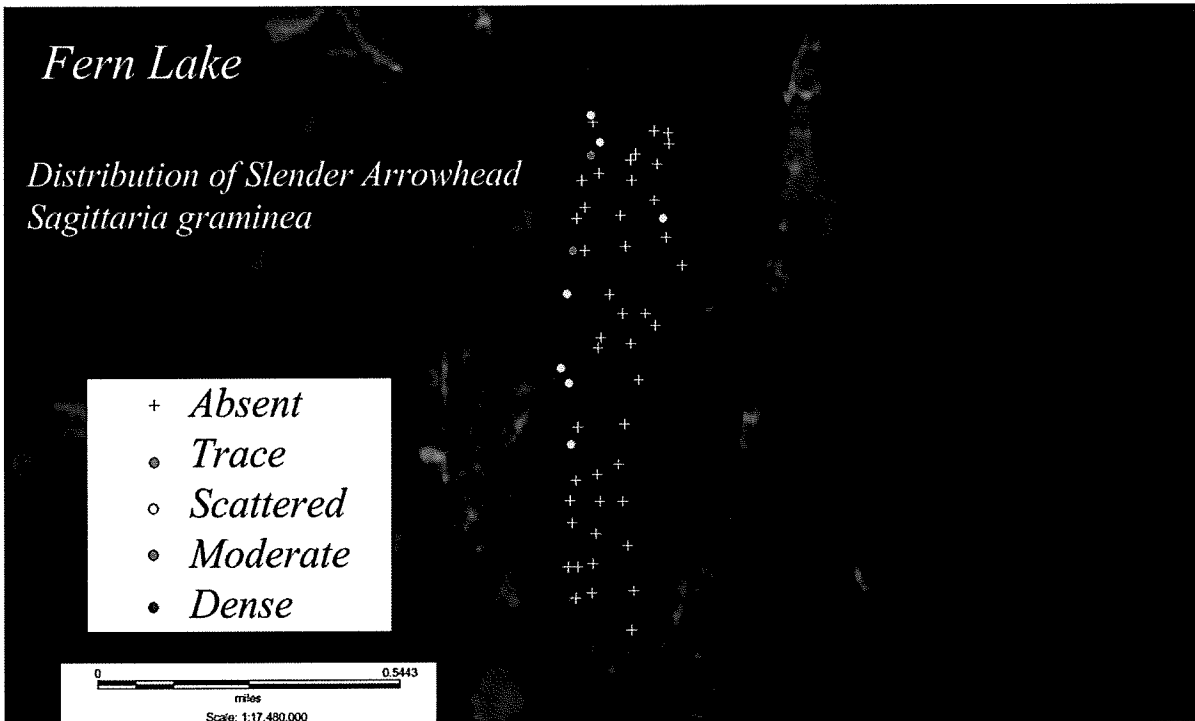 Fern Lake
Distribution of Slender Arrowhead
Sagittaria graminea
Absent
Trace
Scattered
Moderate
Dense
0 0.5443
miles
Scale: 1:17,480.000